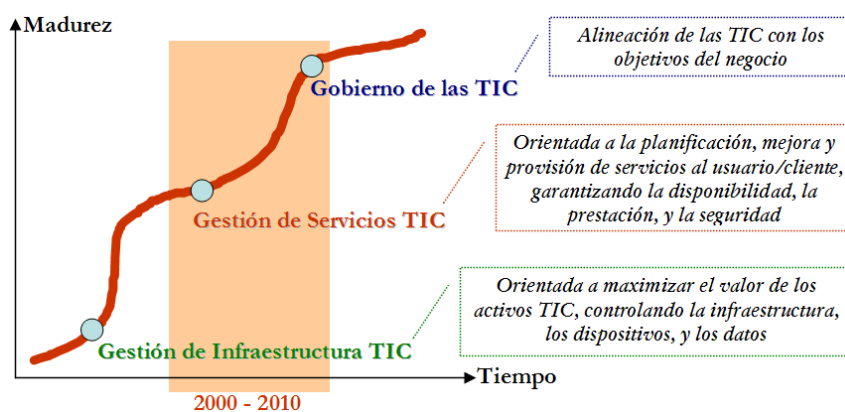 Madurez
Alineación de las TIC con los
objetivos del negocio
Gobierno de las TIC
Orientada a la planificación, mejora y
provisión de servicios al usuario/cliente,
garantizando la disponibilidad, la
prestación, y la seguridad
Gestión de Servicios TIC
Orientada a maximizar el valor de los
activos TIC, controlando la infraestructura,
los dispositivos, y los datos
Gestión de Infraestructura TIC
Tiempo
2000 - 2010